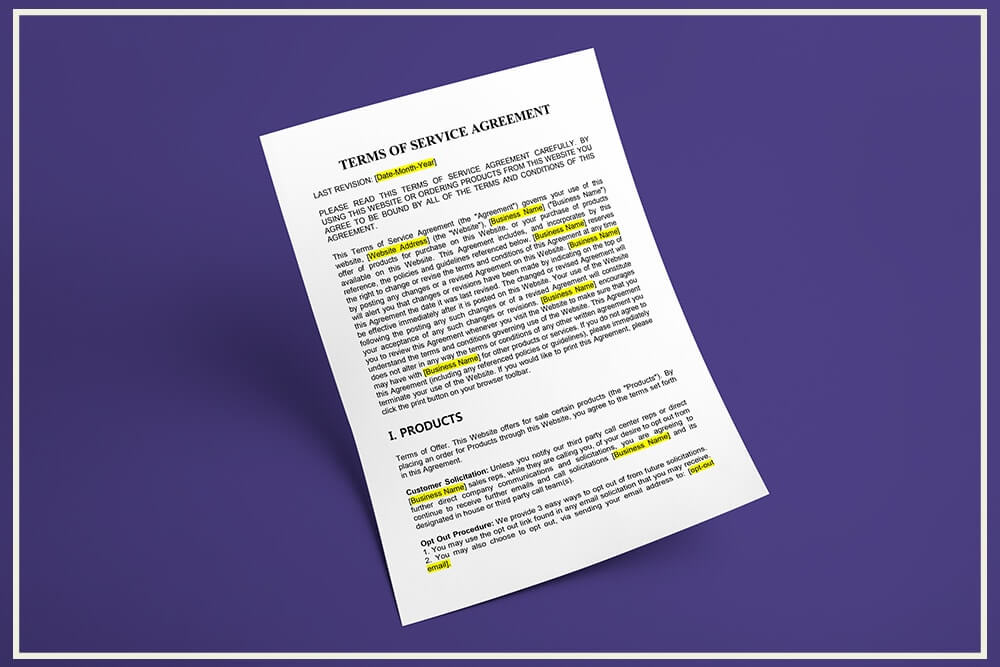 TERMS OF SERVICE AGREEMENT
LAST REVISION: [Date-Month-Year]
PLEASE READ THIS TERMS OF SERVICE AGREEMENT CAREFULLY. BY
USING THIS WEBSITE OR ORDERING PRODUCTS FROM THIS WEBSITE YOU
AGREE TO BE BOUND BY ALL OF THE TERMS AND CONDITIONS OF THIS
AGREEMENT.
This Terms of Service Agreement (the "Agreement") governs your use of this
website, [Website Address] (the "Website"), [Business Name] ("Business Name")
offer of products for purchase on this Website, or your purchase of products
available on this Website. This Agreement includes, and incorporates by this
reference, the policies and guidelines referenced below. [Business Name] reserves
the right to change or revise the terms and conditions of this Agreement at any time
by posting any changes or a revised Agreement on this Website. [Business Name]
will alert you that changes or revisions have been made by indicating on the top of
this Agreement the date it was last revised. The changed or revised Agreement will
be effective immediately after it is posted on this Website. Your use of the Website
following the posting any such changes or of a revised Agreement will constitute
your acceptance of any such changes or revisions. [Business Name] encourages
you to review this Agreement whenever you visit the Website to make sure that you
understand the terms and conditions governing use of the Website. This Agreement
does not alter in any way the terms or conditions of any other written agreement you
may have with [Business Name] for other products or services. If you do not agree to
this Agreement (including any referenced policies or guidelines), please immediately
terminate your use of the Website. If you would like to print this Agreement, please
click the print button on your browser toolbar.
I. PRODUCTS
Terms of Offer. This Website offers for sale certain products (the "Products"). By
placing an order for Products through this Website, you agree to the terms set forth
in this Agreement.
Customer Solicitation: Unless you notify our third party call center reps or direct
[Business Name] sales reps, while they are calling you, of your desire to opt out from
further direct company communications and solicitations, you are agreeing to
continue to receive further emails and call solicitations [Business Name] and its
designated in house or third party call team(s).
Opt Out Procedure: We provide 3 easy ways to opt out of from future solicitations.
1. You may use the opt out link found in any email solicitation that you may receive.
2. You may also choose to opt out, via sending your email address to: [opt-out
email].